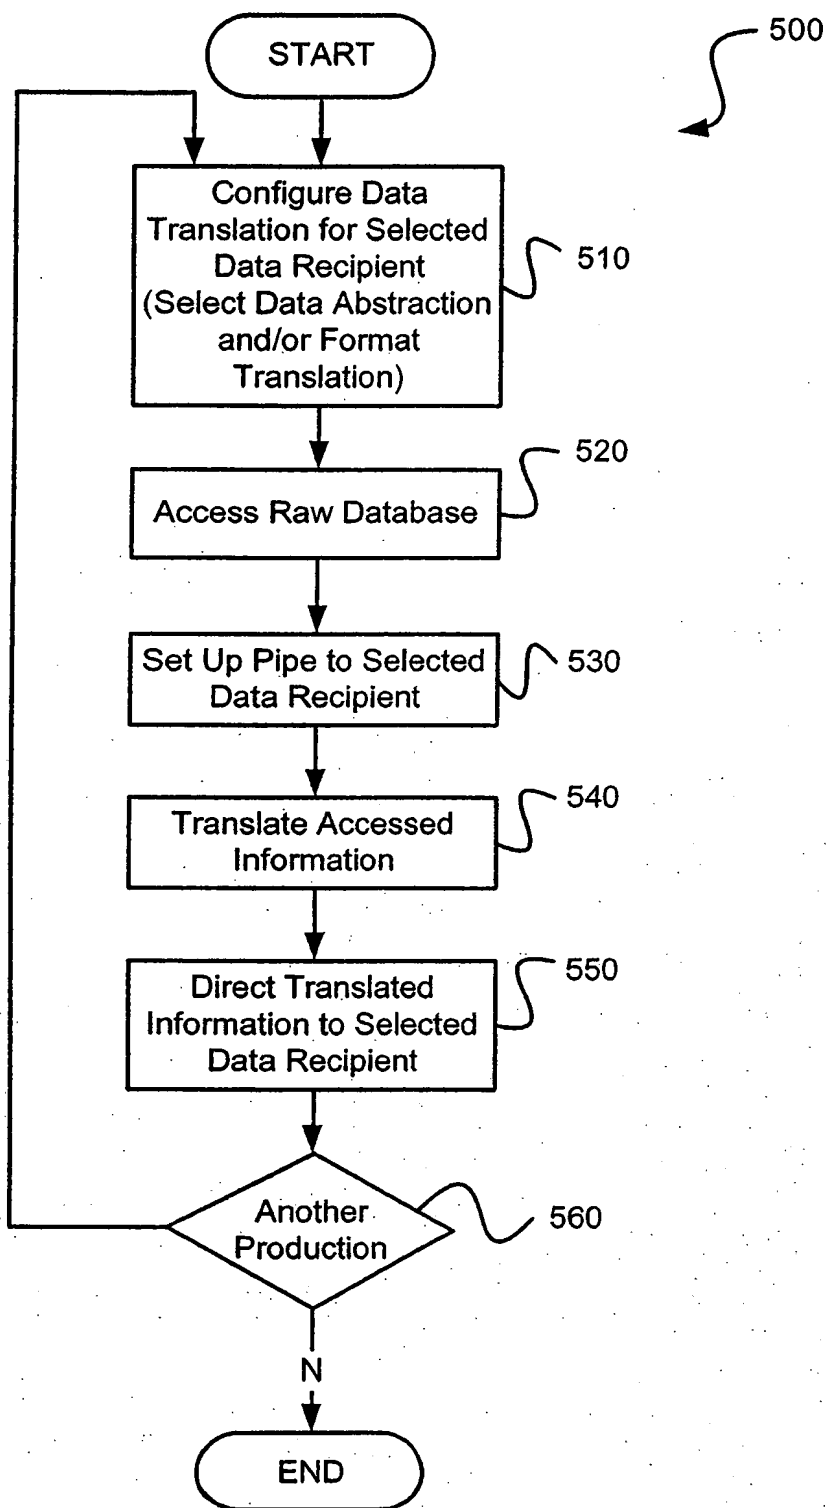 500
START
Configure Data
Translation for Selected
Data Recipient
(Select Data Abstraction
and/or Format
Translation)
510
Access Raw Database
520
Set Up Pipe to Selected
Data Recipient
530
Translate Accessed
Information
540
Direct Translated
Information to Selected
Data Recipient
550
Another
Production
560
N
END